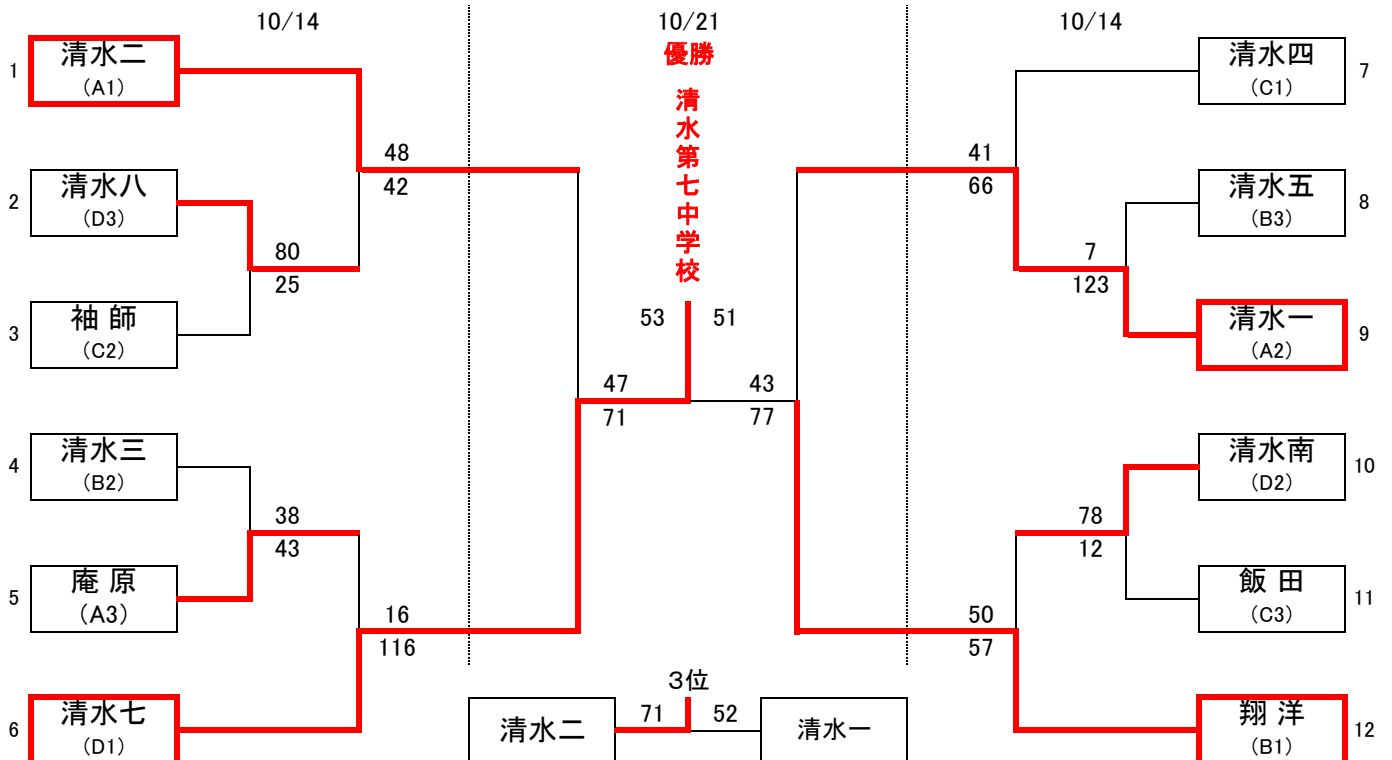 10/14
10/21
10/14
優勝
清水第七中学校
1
清水二
(A1)
48
42
2
清水八
(D3)
80
25
3
袖 師
(C2)
4
清水三
(B2)
38
43
5
庵 原
(A3)
16
116
6
清水七
(D1)
53
51
47
71
43
77
3位
清水二
71
52
清水一
清水四
(C1)
7
41
66
清水五
(B3)
8
7
123
清水一
(A2)
9
清水南
(D2)
10
78
12
飯 田
(C3)
11
50
57
翔 洋
(B1)
12